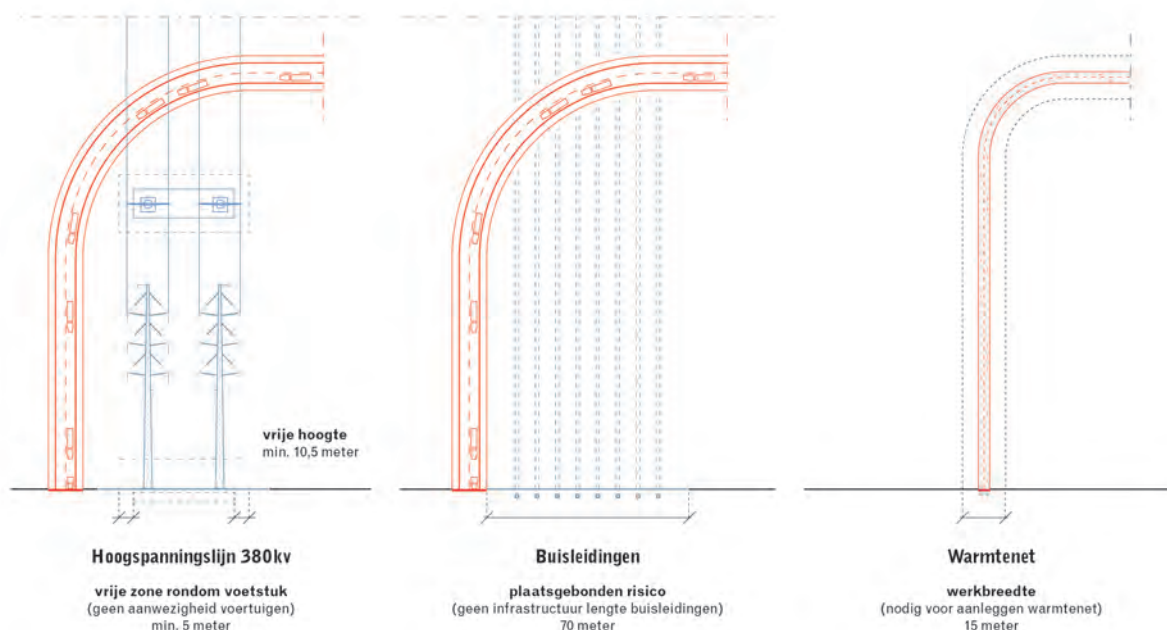 vrije hoogte
min. 10,5 meter
Hoogspanningslijn 380kv
vrije zone rondom voetstuk
(geen aanwezigheid voertuigen)
min. 5 meter
Buisleidingen
plaatsgebonden risico
(geen infrastructuur lengte buisleidingen)
70 meter
Warmtenet
werkbreedte
(nodig voor aanleggen warmtenet)
15 meter